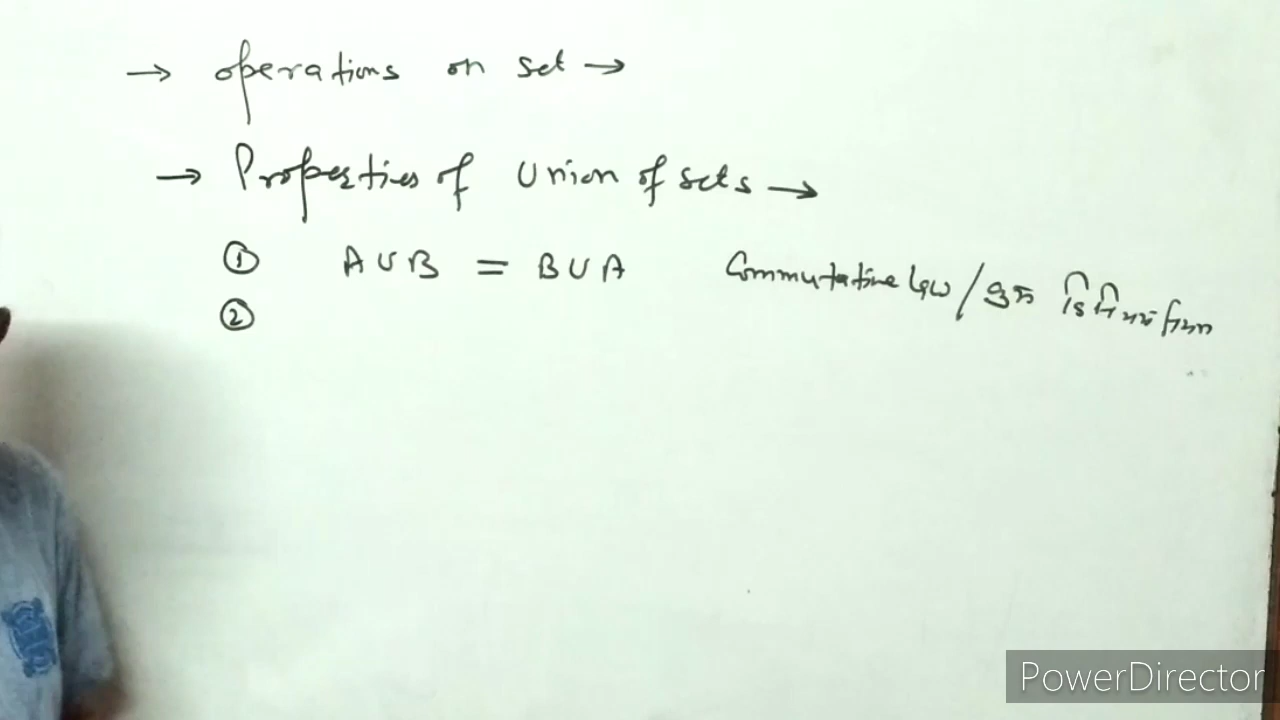 → operations on set →
→ Properties of Union of sets →
① A ∪ B = B ∪ A Commutative law /
②
PowerDirector